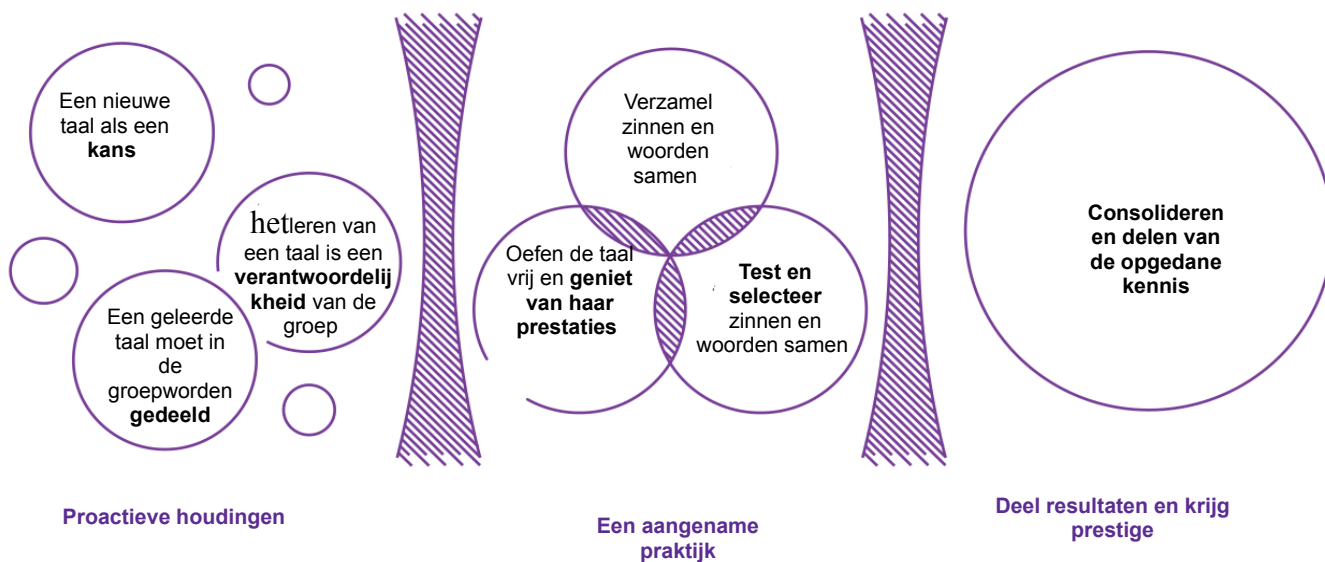 Een nieuwe
taal als een
kans
hetleren van
een taal is een
verantwoordelij
kheid van de
groep
Een geleerde
taal moet in
de
groepworden
gedeeld
Proactieve houdingen
Verzamel
zinnen en
woorden
samen
Oefen de taal
vrij en geniet
van haar
prestaties
Test en
selecteer
zinnen en
woorden samen
Een aangename
praktijk
Consolideren
en delen van
de opgedane
kennis
Deel resultaten en krijg
prestige